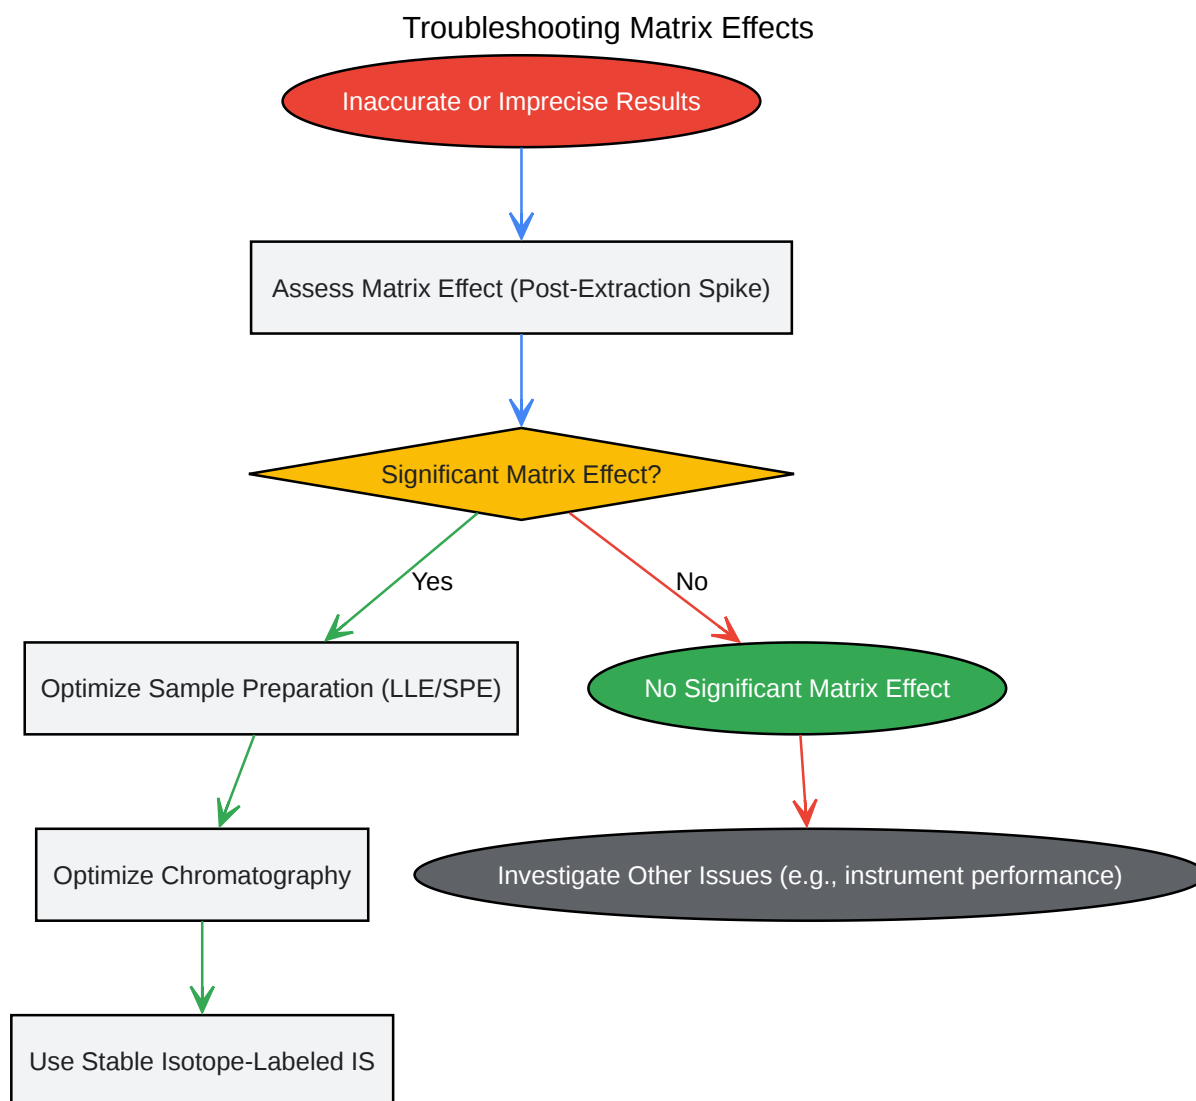 Troubleshooting Matrix Effects
Inaccurate or Imprecise Results
Assess Matrix Effect (Post-Extraction Spike)
Significant Matrix Effect?
Yes
No
Optimize Sample Preparation (LLE/SPE)
No Significant Matrix Effect
Optimize Chromatography
Investigate Other Issues (e.g., instrument performance)
Use Stable Isotope-Labeled IS